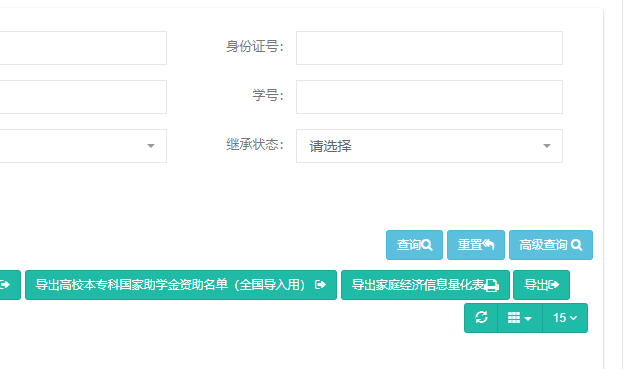 身份证号：
学号：
继承状态： 请选择
查询 重置 高级查询
导出高校本专科国家助学金资助名单（全国导入用） 导出家庭经济信息量化表 导出
15